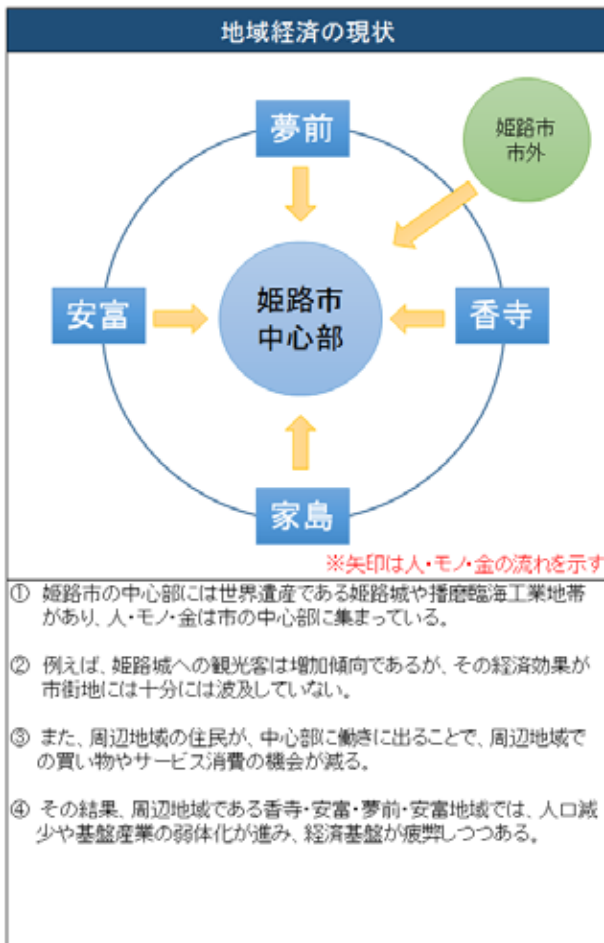 地域経済の現状
夢前
姫路市
市外
安富
姫路市
中心部
香寺
家島
※矢印は人・モノ・金の流れを示す
① 姫路市の中心部には世界遺産である姫路城や播磨臨海工業地帯
があり、人・モノ・金は市の中心部に集まっている。
② 例えば、姫路城への観光客は増加傾向であるが、その経済効果が
市街地には十分には波及していない。
③ また、周辺地域の住民が、中心部に働きに出ることで、周辺地域で
の買い物やサービス消費の機会が減る。
④ その結果、周辺地域である香寺・安富・夢前・安富地域では、人口減
少や基盤産業の弱体化が進み、経済基盤が疲弊しつつある。